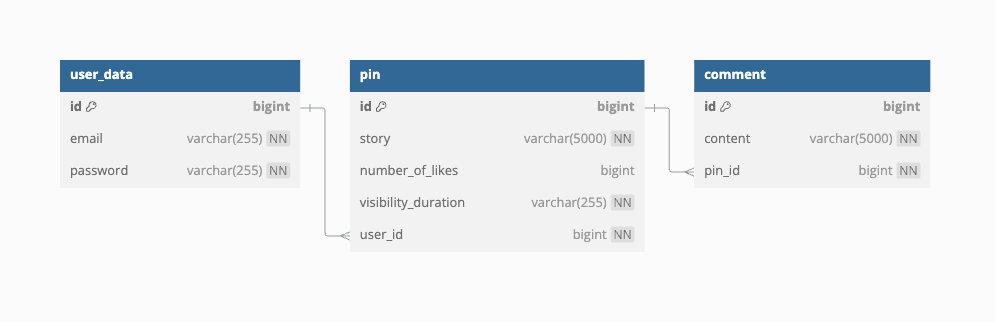 user_data
id bigint
email varchar(255) NN
password varchar(255) NN
pin
id bigint
story varchar(5000) NN
number_of_likes bigint
visibility_duration varchar(255) NN
user_id bigint NN
comment
id bigint
content varchar(5000) NN
pin_id bigint NN